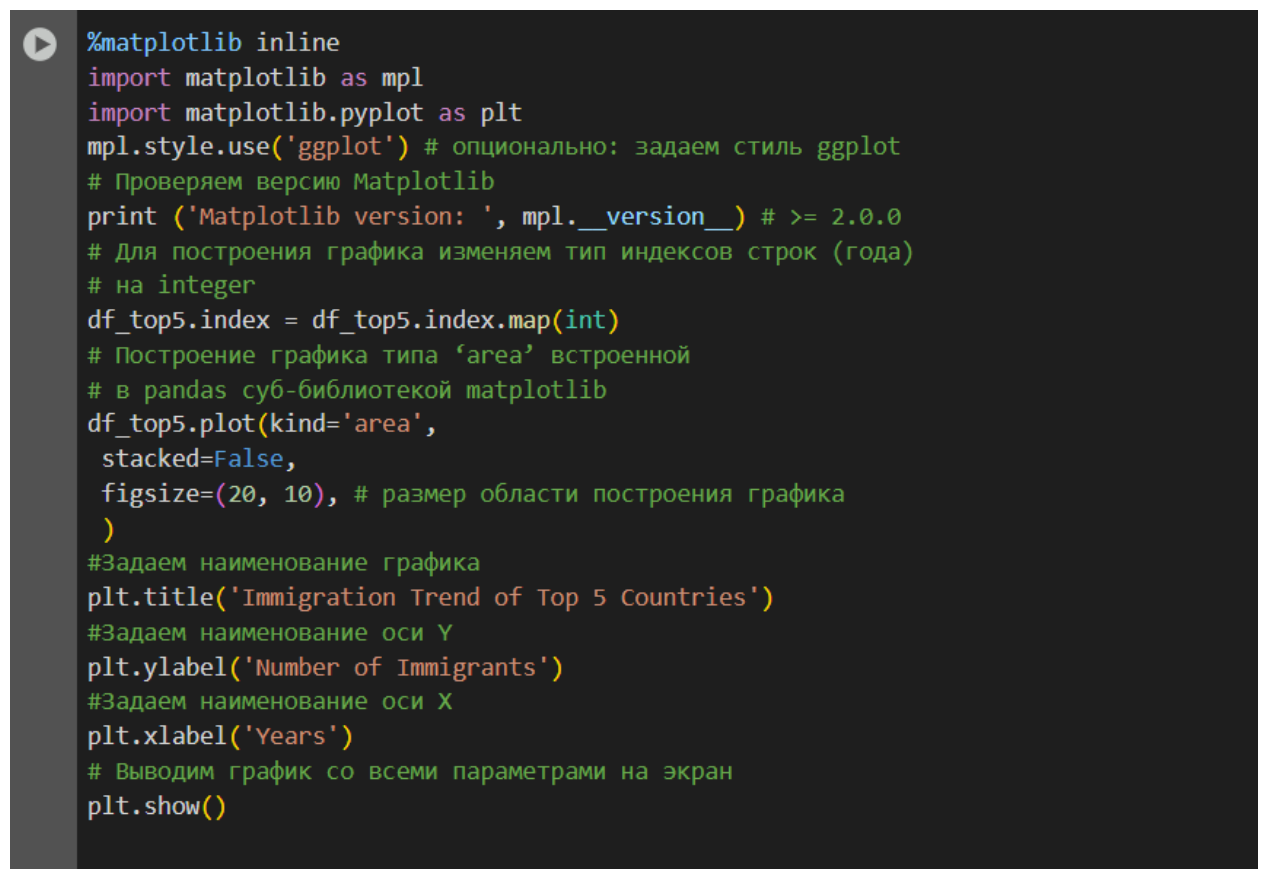 %matplotlib inline
import matplotlib as mpl
import matplotlib.pyplot as plt
mpl.style.use('ggplot') # опционально: задаем стиль ggplot
# Проверяем версию Matplotlib
print ('Matplotlib version: ', mpl.__version__) # >= 2.0.0
# Для построения графика изменяем тип индексов строк (года)
# на integer
df_top5.index = df_top5.index.map(int)
# Построение графика типа ‘area’ встроенной
# в pandas суб-библиотекой matplotlib
df_top5.plot(kind='area',
 stacked=False,
 figsize=(20, 10), # размер области построения графика
 )
#Задаем наименование графика
plt.title('Immigration Trend of Top 5 Countries')
#Задаем наименование оси Y
plt.ylabel('Number of Immigrants')
#Задаем наименование оси X
plt.xlabel('Years')
# Выводим график со всеми параметрами на экран
plt.show()